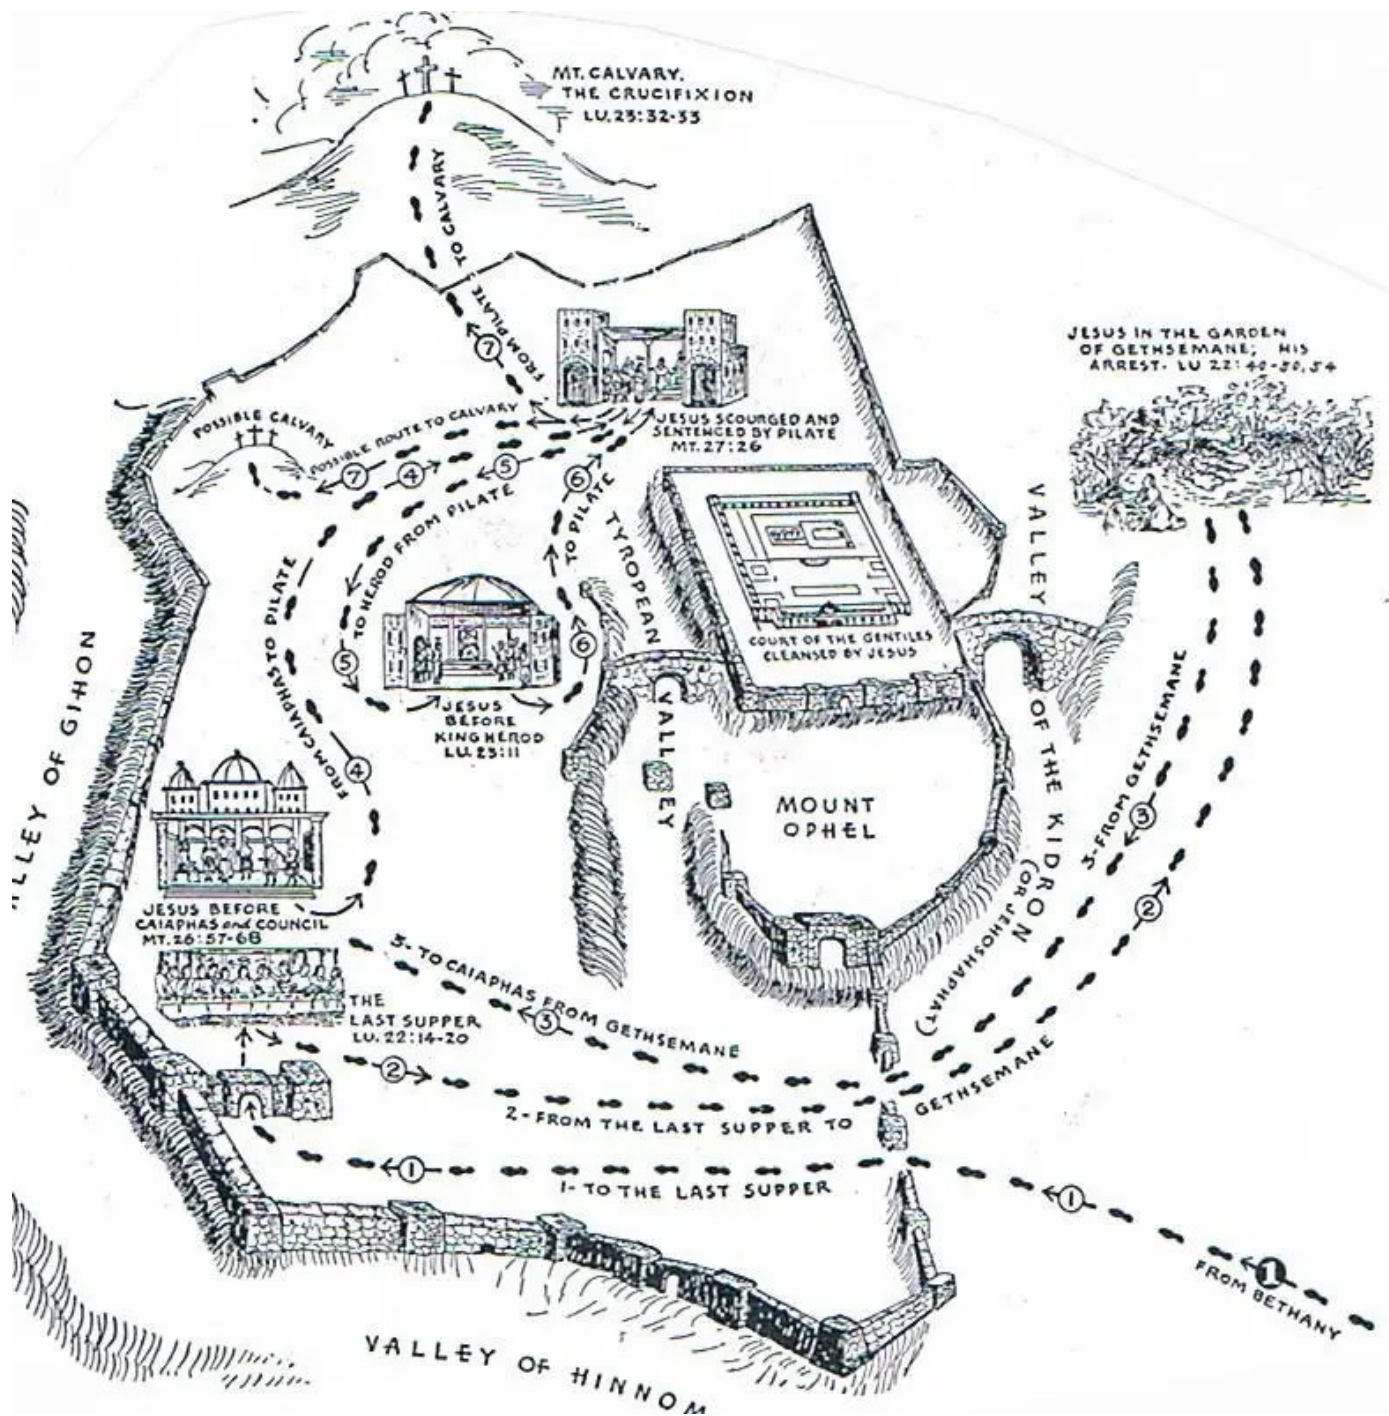 MT. CALVARY.
THE CRUCIFIXION
LU. 23:32-33
TO CALVARY
FROM PILATE
7
JESUS IN THE GARDEN
OF GETHSEMANE; HIS
ARREST. LU 22:40-50, 54
POSSIBLE CALVARY
POSSIBLE ROUTE TO CALVARY
7
4
5
6
JESUS SCOURGED AND
SENTENCED BY PILATE
MT. 27:26
TO HEROD FROM PILATE
TO PILATE
TYROPEAN
VALLEY
COURT OF THE GENTILES
CLEANSED BY JESUS
VALLEY OF THE KIDRON
(OR JEHOSHAPHAT)
5
6
JESUS
BEFORE
KING HEROD
LU. 23:11
FROM CAIAPHAS TO PILATE
4
MOUNT
OPHEL
3-FROM GETHSEMANE
3
2
VALLEY OF GIHON
JESUS BEFORE
CAIAPHAS and COUNCIL
MT. 26:57-68
3-TO CAIAPHAS FROM GETHSEMANE
3
THE
LAST SUPPER
LU. 22:14-20
2
2-FROM THE LAST SUPPER TO
GETHSEMANE
1
1-TO THE LAST SUPPER
1
1
FROM BETHANY
VALLEY OF HINNOM